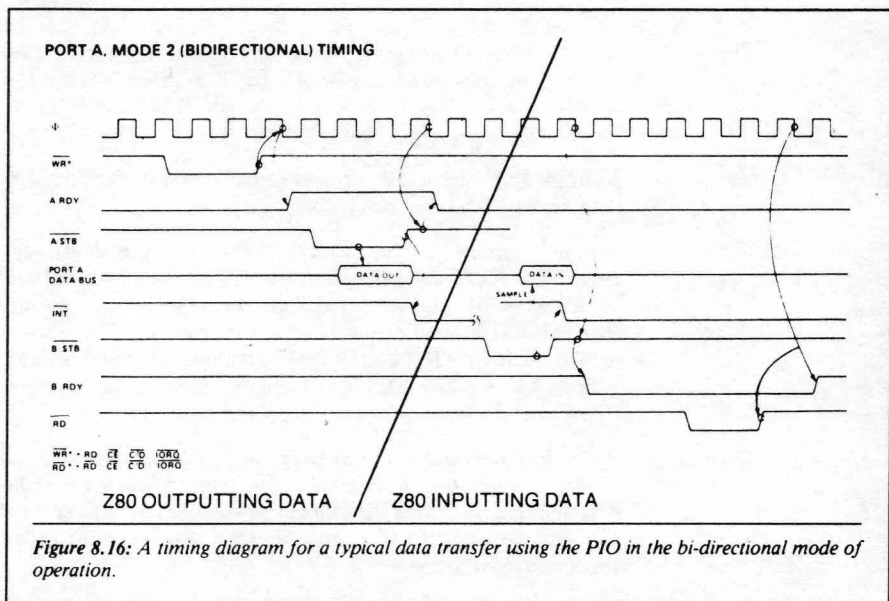 PORT A, MODE 2 (BIDIRECTIONAL) TIMING
Φ
WR*
A RDY
A STB
PORT A
DATA BUS
DATA OUT
DATA IN
SAMPLE
INT
B STB
B RDY
RD
WR* · RD CE C/D IORQ
RD* · RD CE C/D IORQ
Z80 OUTPUTTING DATA
Z80 INPUTTING DATA
Figure 8.16: A timing diagram for a typical data transfer using the PIO in the bi-directional mode of
operation.